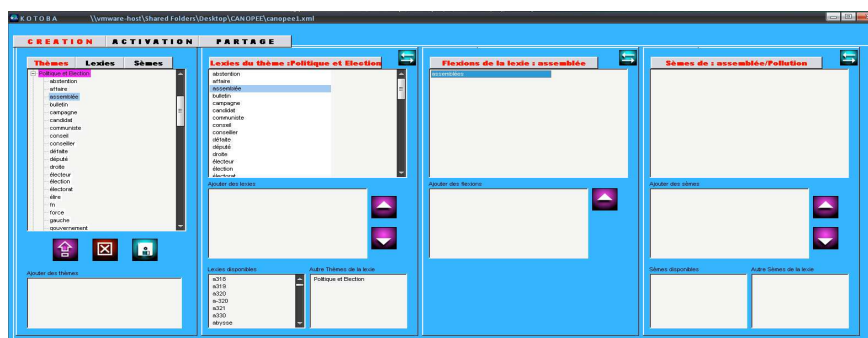 KOTOBA \\vmware-host\Shared Folders\Desktop\CANOPEE\canopee1.xml
CREATION ACTIVATION PARTAGE
Thèmes Lexies Sèmes
Politique et Election
abstention
affaire
assemblée
bulletin
campagne
candidat
communiste
conseil
conseiller
défaite
député
droite
électeur
élection
électorat
élire
fn
force
gauche
gouvernement
Ajouter des thèmes
Lexies du thème :Politique et Election
abstention
affaire
assemblée
bulletin
campagne
candidat
communiste
conseil
conseiller
défaite
député
droite
électeur
élection
électorat
Ajouter des lexies
Lexies disponibles
a318
a319
a320
a-320
a321
a330
abysse
Autre Thèmes de la lexie
Politique et Election
Flexions de la lexie : assemblée
assemblées
Ajouter des flexions
Sèmes de : assemblée/Pollution
Ajouter des sèmes
Sèmes disponibles
Autre Sèmes de la lexie